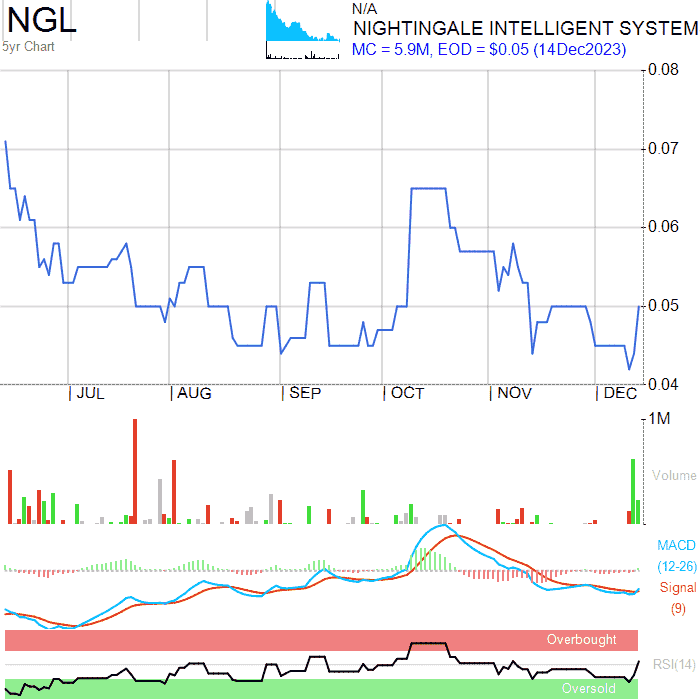 NGL
5yr Chart
N/A
NIGHTINGALE INTELLIGENT SYSTEM
MC = 5.9M, EOD = $0.05 (14Dec2023)
0.08
0.07
0.06
0.05
0.04
JUL AUG SEP OCT NOV DEC
1M
Volume
MACD
(12-26)
Signal
(9)
Overbought
RSI(14)
Oversold